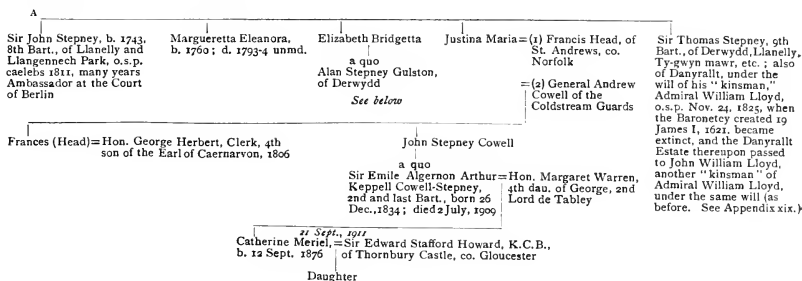 A
Sir John Stepney, b. 1743,
8th Bart., of Llanelly and
Llangennech Park, o.s.p.
caelebs 1811, many years
Ambassador at the Court
of Berlin
Margueretta Eleanora,
b. 1760; d. 1793-4 unmd.
Elizabeth Bridgetta
a quo
Alan Stepney Gulston,
of Derwydd
See below
Justina Maria=(1) Francis Head, of
St. Andrews, co.
Norfolk
=(2) General Andrew
Cowell of the
Coldstream Guards
Sir Thomas Stepney, 9th
Bart., of Derwydd, Llanelly,
Ty-gwyn mawr, etc.; also
of Danyrallt, under the
will of his "kinsman,"
Admiral William Lloyd,
o.s.p. Nov. 24, 1825, when
the Baronetcy created 19
James I, 1621. became
extinct, and the Danyrallt
Estate thereupon passed
to John William Lloyd,
another "kinsman" of
Admiral William Lloyd,
under the same will (as
before. See Appendix xix.)
Frances (Head)=Hon. George Herbert, Clerk, 4th
son of the Earl of Caernarvon, 1806
John Stepney Cowell
a quo
Sir Emile Algernon Arthur=Hon. Margaret Warren,
Keppell Cowell-Stepney, 4th dau. of George, 2nd
2nd and last Bart., born 26 Lord de Tabley
Dec., 1834; died 2 July, 1909
21 Sept., 1911
Catherine Meriel,=Sir Edward Stafford Howard, K.C.B.,
b. 12 Sept. 1876 of Thornbury Castle, co. Gloucester
Daughter